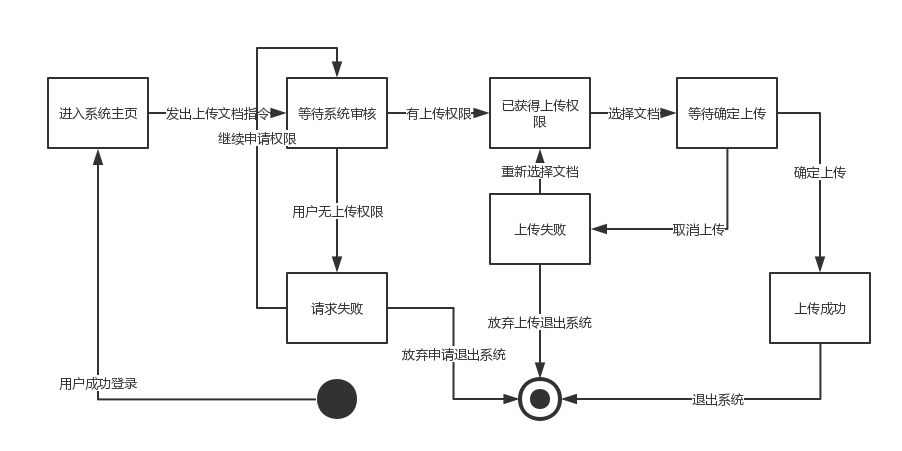 进入系统主页
发出上传文档指令
等待系统审核
有上传权限
已获得上传权
限
选择文档
等待确定上传
继续申请权限
重新选择文档
确定上传
用户无上传权限
上传失败
取消上传
请求失败
放弃上传退出系统
上传成功
放弃申请退出系统
用户成功登录
退出系统